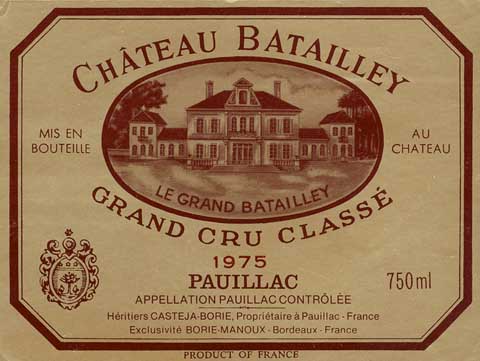 CHÂTEAU BATAILLEY
MIS EN
BOUTEILLE
AU
CHATEAU
LE GRAND BATAILLEY
GRAND CRU CLASSÉ
1975
PAUILLAC
750 ml
APPELLATION PAUILLAC CONTRÔLÉE
Héritiers CASTEJA-BORIE, Propriétaire à Pauillac - France
Exclusivité BORIE-MANOUX - Bordeaux - France
PRODUCT OF FRANCE